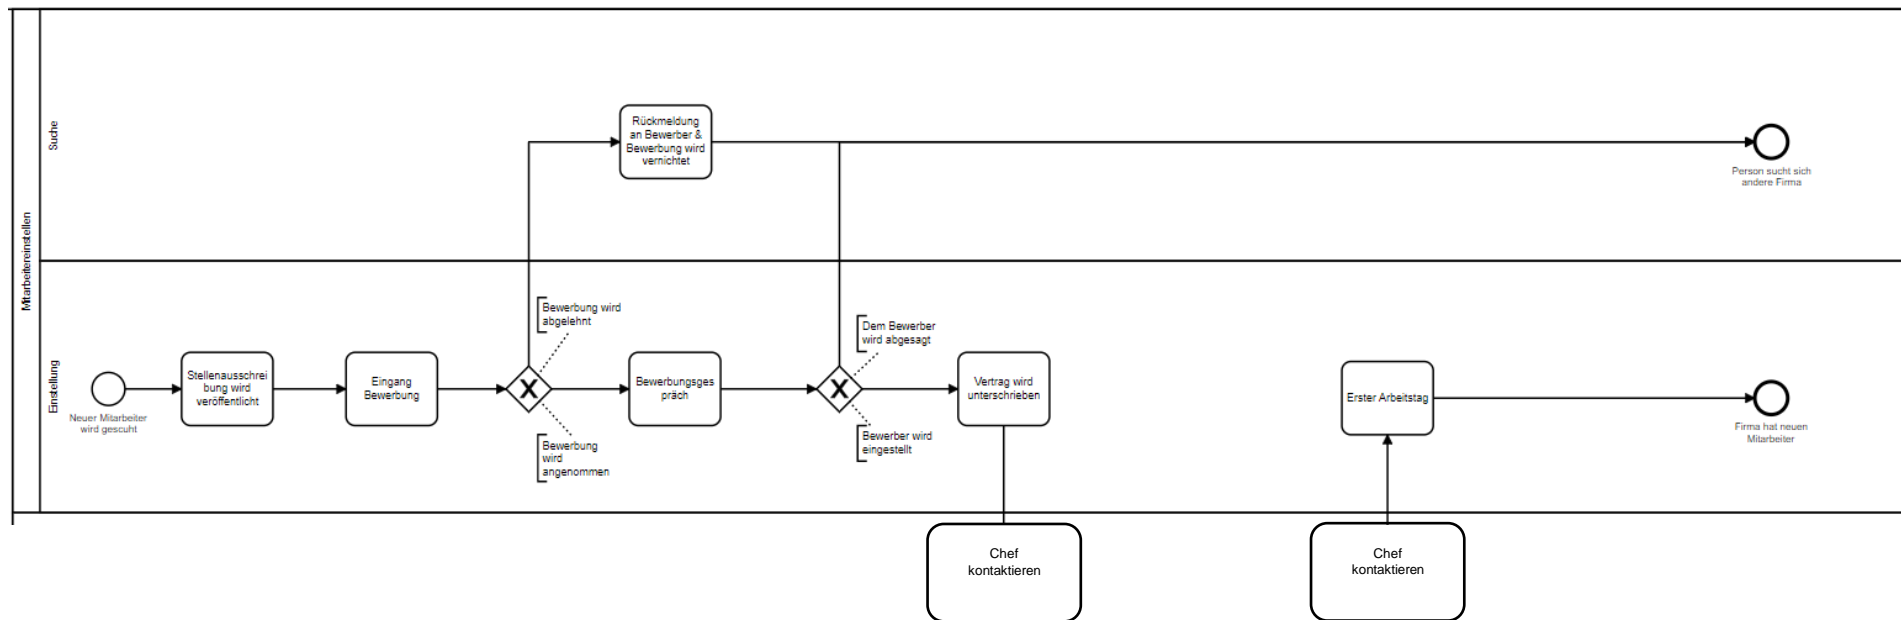 Mitarbeitereinstellen
Suche
Rückmeldung
an Bewerber &
Bewerbung wird
vernichtet
Person sucht sich
andere Firma
Einstellung
Neuer Mitarbeiter
wird gescuht
Stellenausschrei
bung wird
veröffentlicht
Eingang
Bewerbung
Bewerbung wird
abgelehnt
Bewerbung
wird
angenommen
Bewerbungsges
präch
Dem Bewerber
wird abgesagt
Bewerber wird
eingestellt
Vertrag wird
unterschrieben
Erster Arbeitstag
Firma hat neuen
Mitarbeiter
Chef
kontaktieren
Chef
kontaktieren